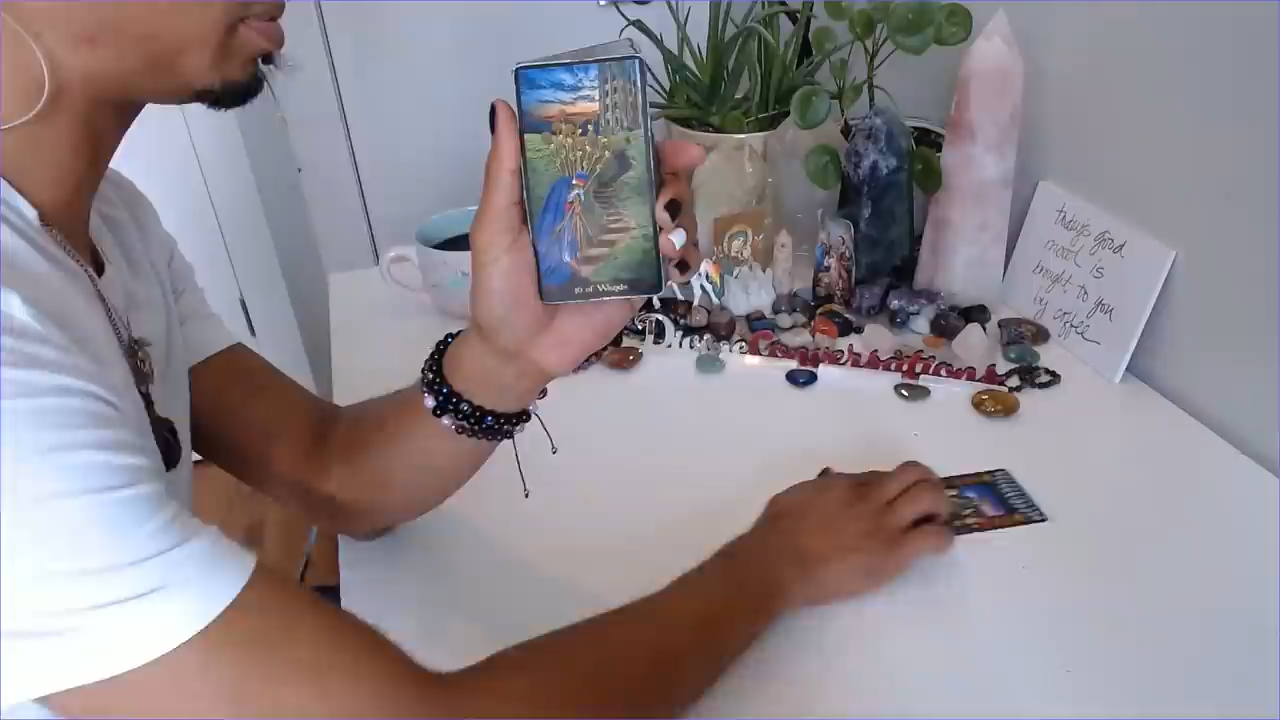 10 of Wands
today's good
mood is
brought to you
by coffee
Divine Conversations